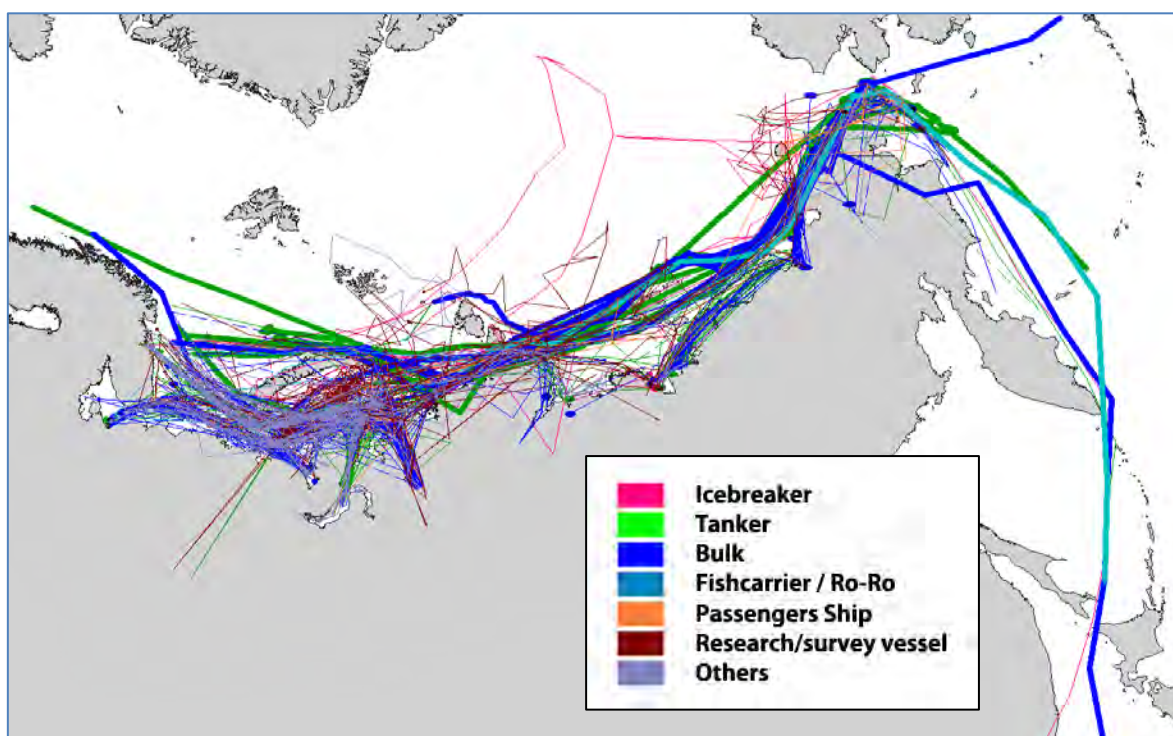 Icebreaker
Tanker
Bulk
Fishcarrier / Ro-Ro
Passengers Ship
Research/survey vessel
Others